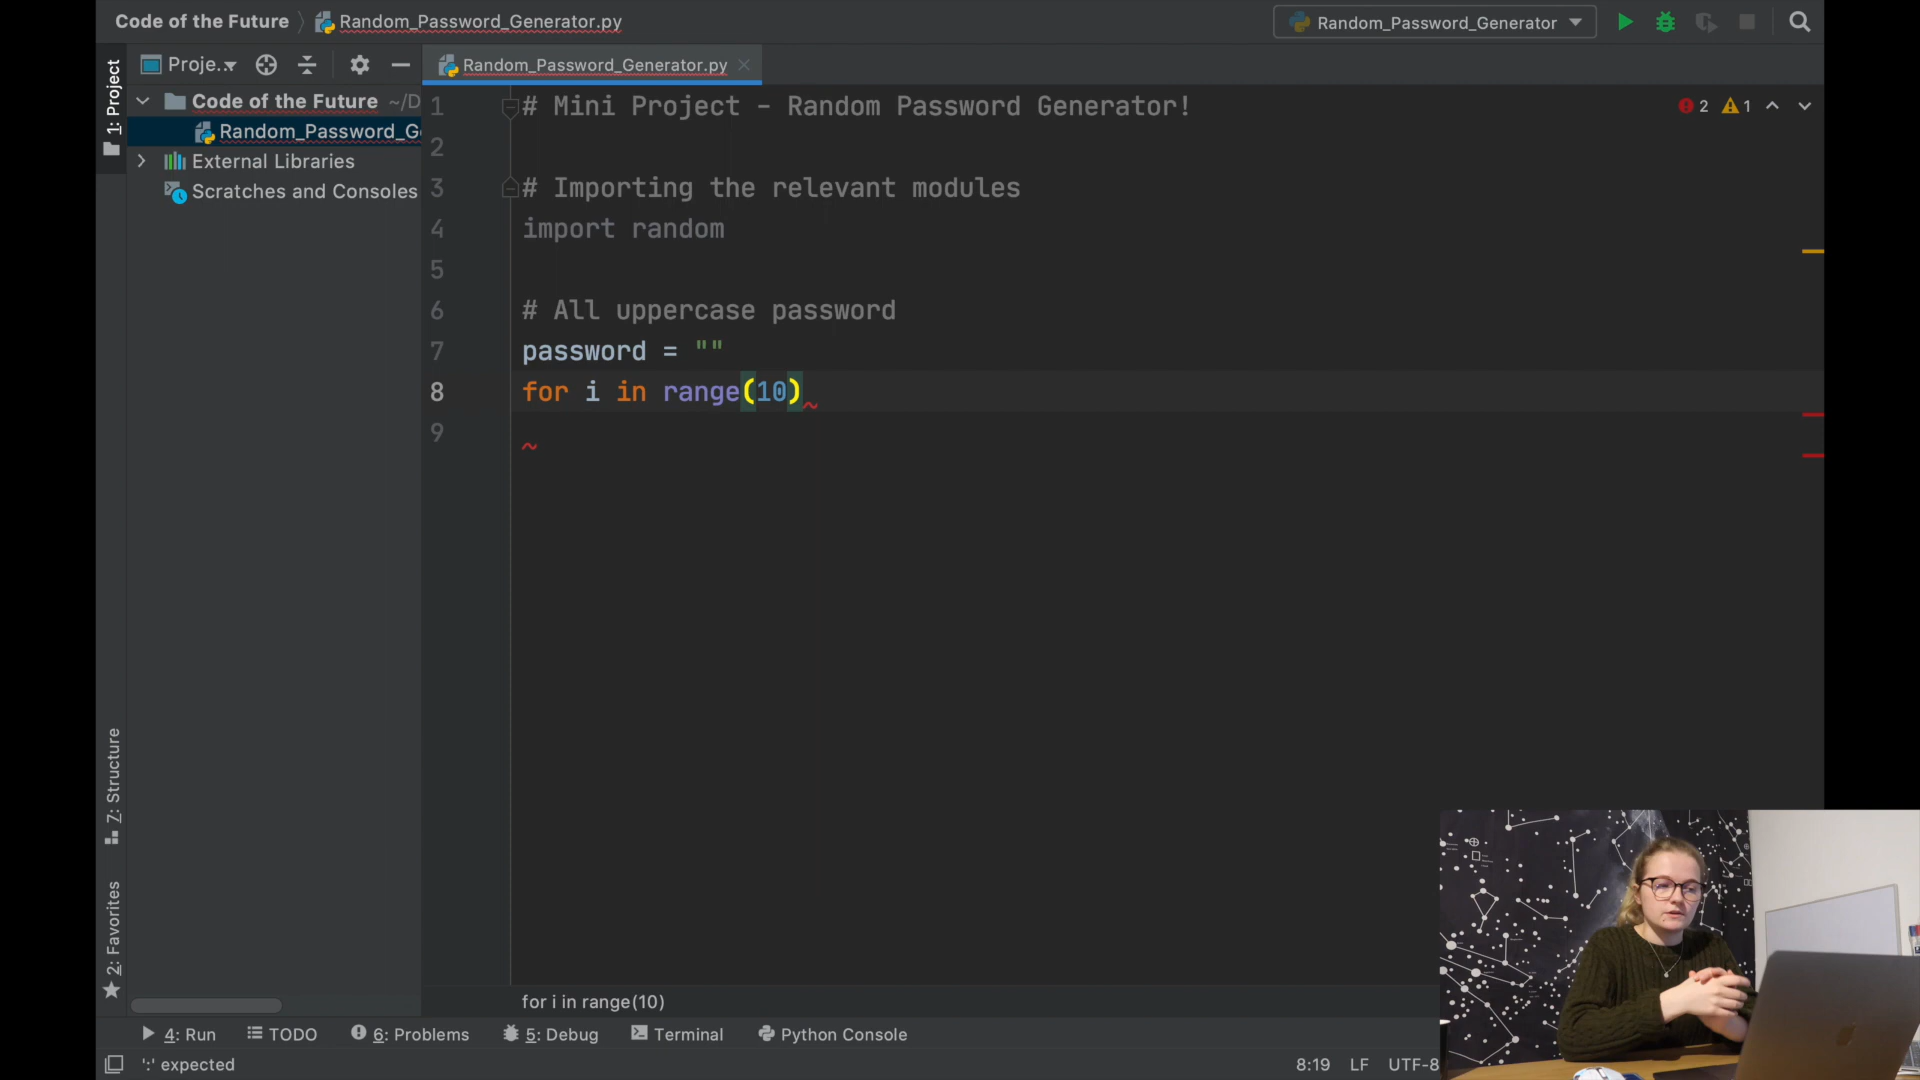 Code of the Future
Random_Password_Generator.py
Random_Password_Generator
Proje..
Random_Password_Generator.py
1: Project
Code of the Future ~/D
Random_Password_G
External Libraries
Scratches and Consoles
2 1
1 # Mini Project - Random Password Generator!
2
3 # Importing the relevant modules
4 import random
5
6 # All uppercase password
7 password = ""
8 for i in range(10)
9
Z: Structure
2: Favorites
for i in range(10)
4: Run
TODO
6: Problems
5: Debug
Terminal
Python Console
':' expected
8:19 LF UTF-8